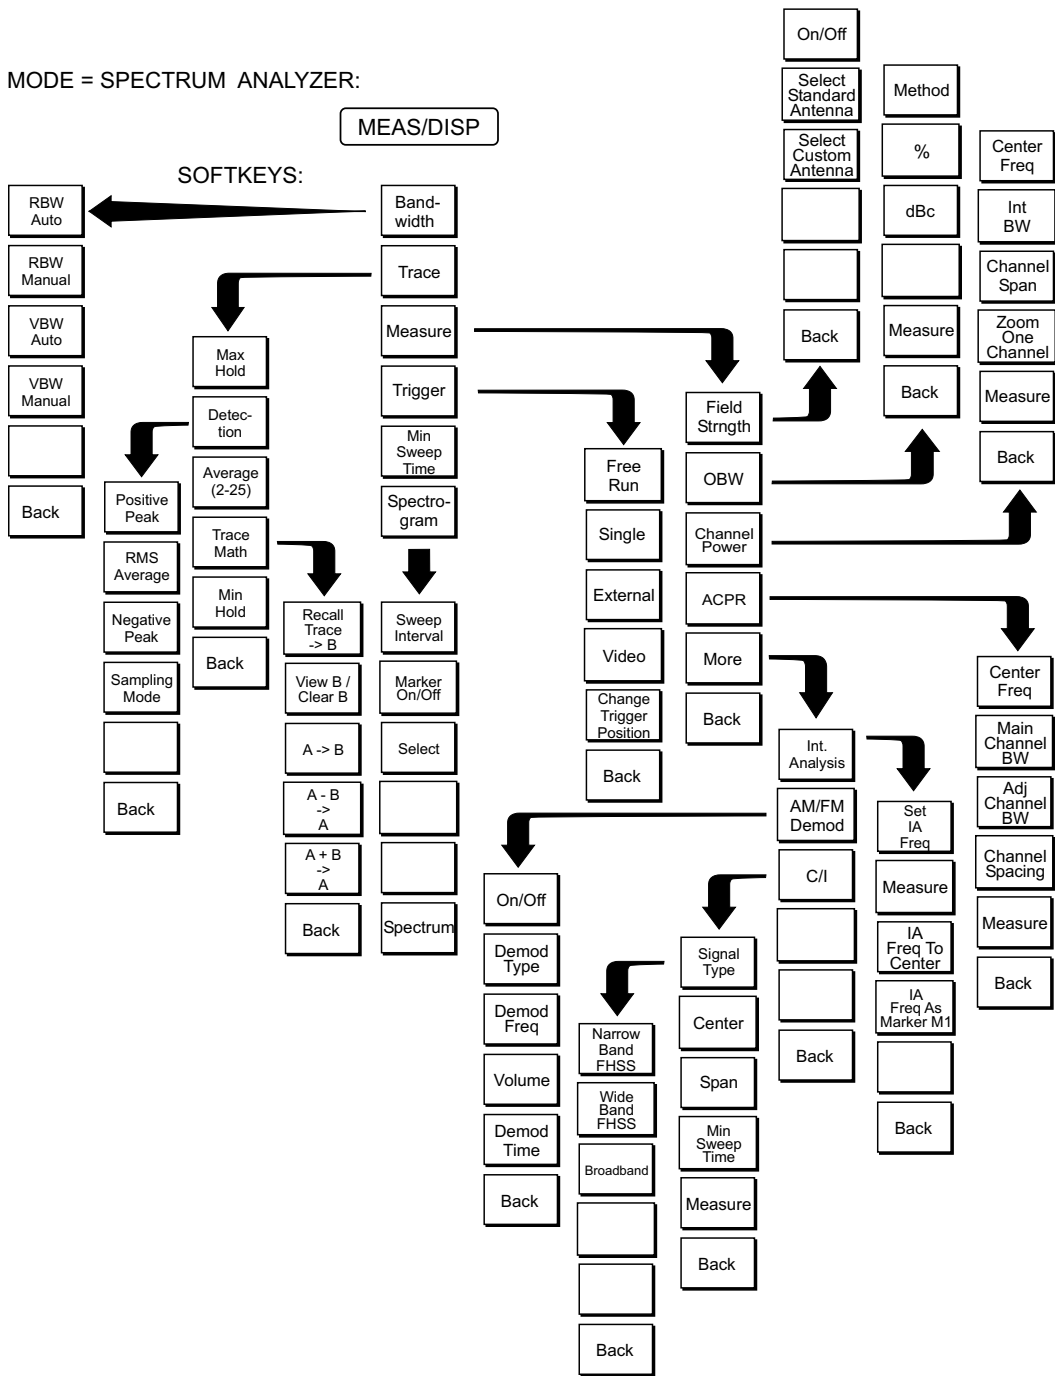 MODE = SPECTRUM ANALYZER:
MEAS/DISP
SOFTKEYS:
RBW
Auto
RBW
Manual
VBW
Auto
VBW
Manual
Back
Band-
width
Trace
Measure
Trigger
Min
Sweep
Time
Spectro-
gram
Max
Hold
Detec-
tion
Average
(2-25)
Trace
Math
Min
Hold
Back
Positive
Peak
RMS
Average
Negative
Peak
Sampling
Mode
Back
Recall
Trace
-> B
View B /
Clear B
A -> B
A - B
->
A
A + B
->
A
Back
Sweep
Interval
Marker
On/Off
Select
Spectrum
Free
Run
Single
External
Video
Change
Trigger
Position
Back
Field
Strngth
OBW
Channel
Power
ACPR
More
Back
On/Off
Select
Standard
Antenna
Select
Custom
Antenna
Back
Method
%
dBc
Measure
Back
Center
Freq
Int
BW
Channel
Span
Zoom
One
Channel
Measure
Back
Center
Freq
Main
Channel
BW
Adj
Channel
BW
Channel
Spacing
Measure
Back
Int.
Analysis
AM/FM
Demod
C/I
Back
Set
IA
Freq
Measure
IA
Freq To
Center
IA
Freq As
Marker M1
Back
On/Off
Demod
Type
Demod
Freq
Volume
Demod
Time
Back
Signal
Type
Center
Span
Min
Sweep
Time
Measure
Back
Narrow
Band
FHSS
Wide
Band
FHSS
Broadband
Back